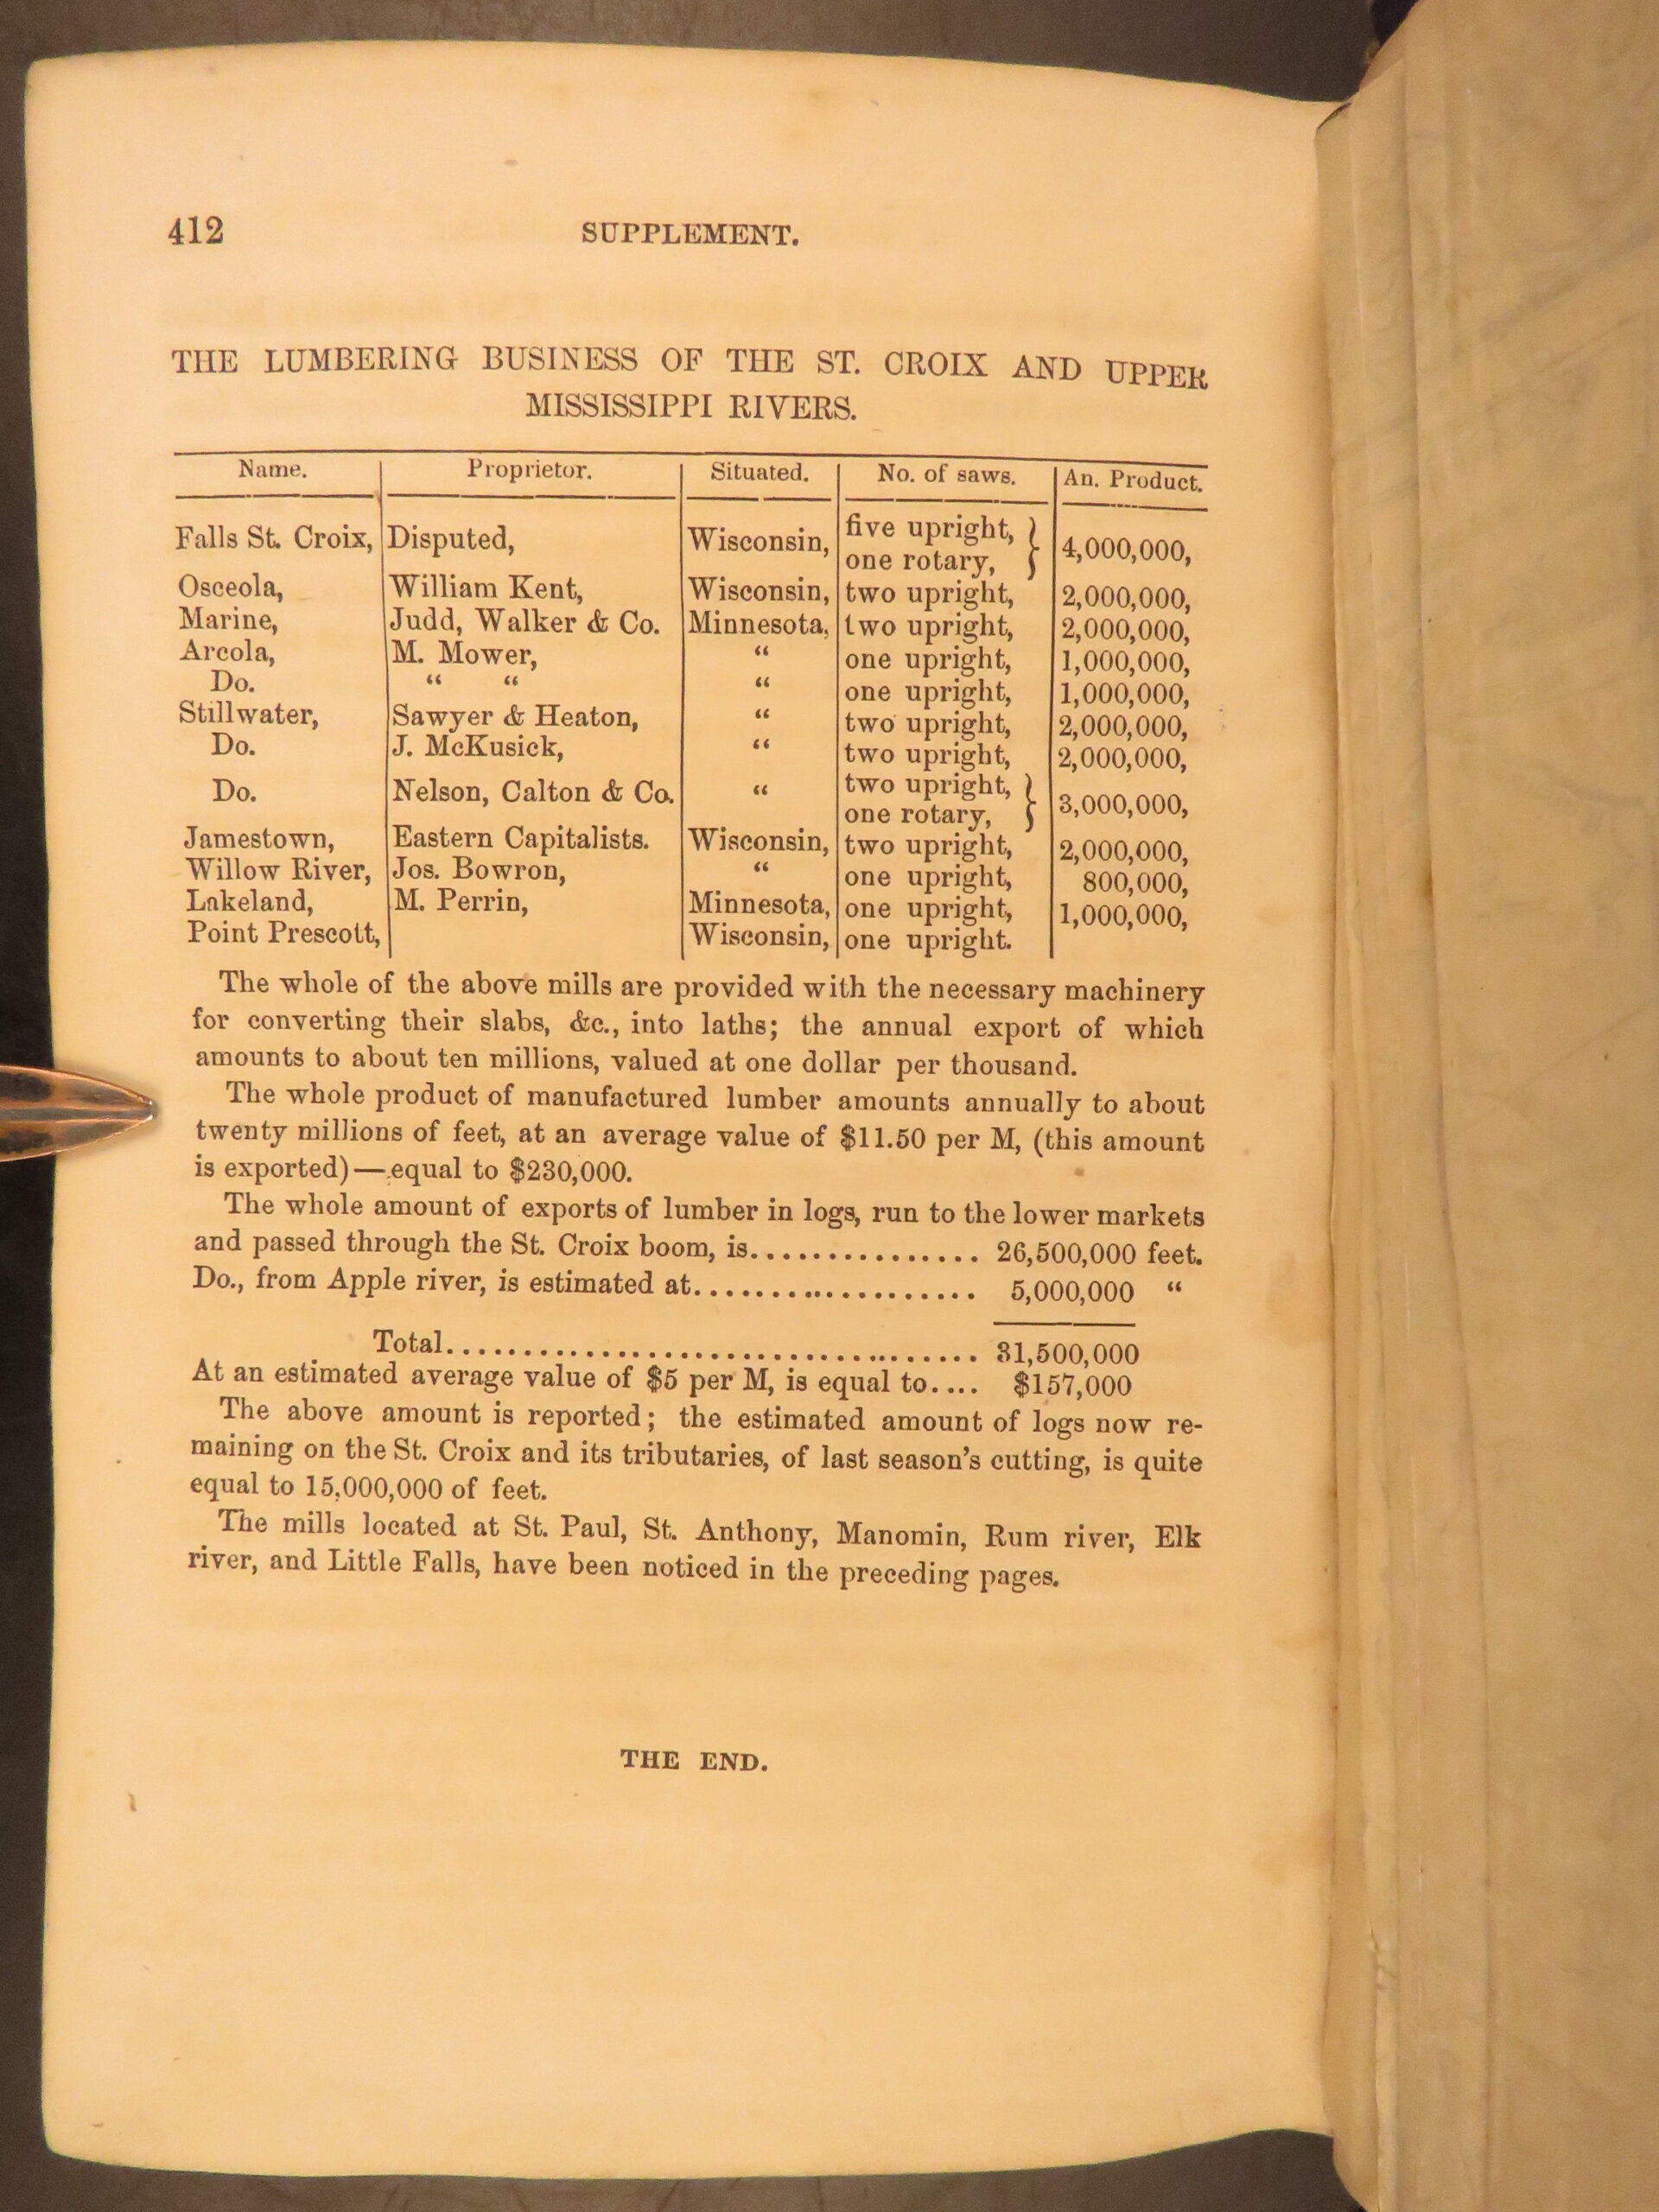 412 SUPPLEMENT.
THE LUMBERING BUSINESS OF THE ST. CROIX AND UPPER
MISSISSIPPI RIVERS.
Name. Proprietor. Situated. No. of saws. An. Product.
Falls St. Croix, Disputed, Wisconsin, five upright, one rotary, } 4,000,000,
Osceola, William Kent, Wisconsin, two upright, 2,000,000,
Marine, Judd, Walker & Co. Minnesota, two upright, 2,000,000,
Arcola, M. Mower, “ one upright, 1,000,000,
Do. “ “ “ one upright, 1,000,000,
Stillwater, Sawyer & Heaton, “ two upright, 2,000,000,
Do. J. McKusick, “ two upright, 2,000,000,
Do. Nelson, Calton & Co. “ two upright, one rotary, } 3,000,000,
Jamestown, Eastern Capitalists. Wisconsin, two upright, 2,000,000,
Willow River, Jos. Bowron, “ one upright, 800,000,
Lakeland, M. Perrin, Minnesota, one upright, 1,000,000,
Point Prescott, Wisconsin, one upright.
The whole of the above mills are provided with the necessary machinery
for converting their slabs, &c., into laths; the annual export of which
amounts to about ten millions, valued at one dollar per thousand.
The whole product of manufactured lumber amounts annually to about
twenty millions of feet, at an average value of $11.50 per M, (this amount
is exported)—equal to $230,000.
The whole amount of exports of lumber in logs, run to the lower markets
and passed through the St. Croix boom, is............... 26,500,000 feet.
Do., from Apple river, is estimated at................... 5,000,000 “
Total.................................. 31,500,000
At an estimated average value of $5 per M, is equal to.... $157,000
The above amount is reported; the estimated amount of logs now re-
maining on the St. Croix and its tributaries, of last season’s cutting, is quite
equal to 15,000,000 of feet.
The mills located at St. Paul, St. Anthony, Manomin, Rum river, Elk
river, and Little Falls, have been noticed in the preceding pages.
THE END.